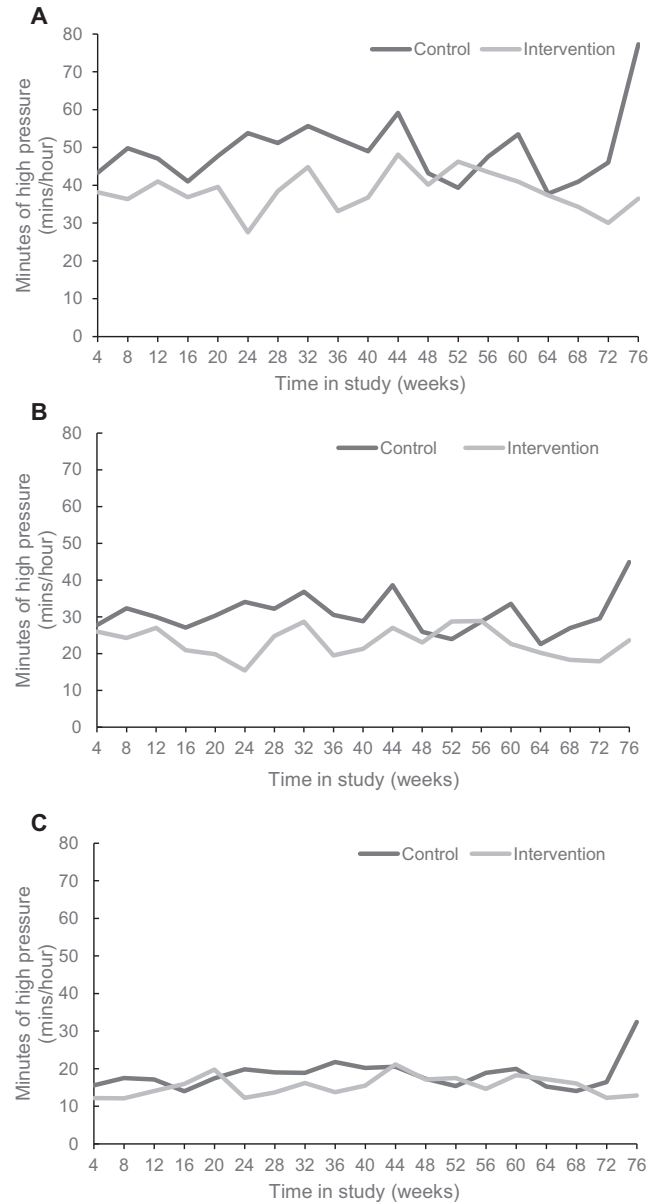 A
80
70
60
50
40
30
20
10
0
Minutes of high pressure
(mins/hour)
Control Intervention
4 8 12 16 20 24 28 32 36 40 44 48 52 56 60 64 68 72 76
Time in study (weeks)
B
80
70
60
50
40
30
20
10
0
Minutes of high pressure
(mins/hour)
Control Intervention
4 8 12 16 20 24 28 32 36 40 44 48 52 56 60 64 68 72 76
Time in study (weeks)
C
80
70
60
50
40
30
20
10
0
Minutes of high pressure
(mins/hour)
Control Intervention
4 8 12 16 20 24 28 32 36 40 44 48 52 56 60 64 68 72 76
Time in study (weeks)